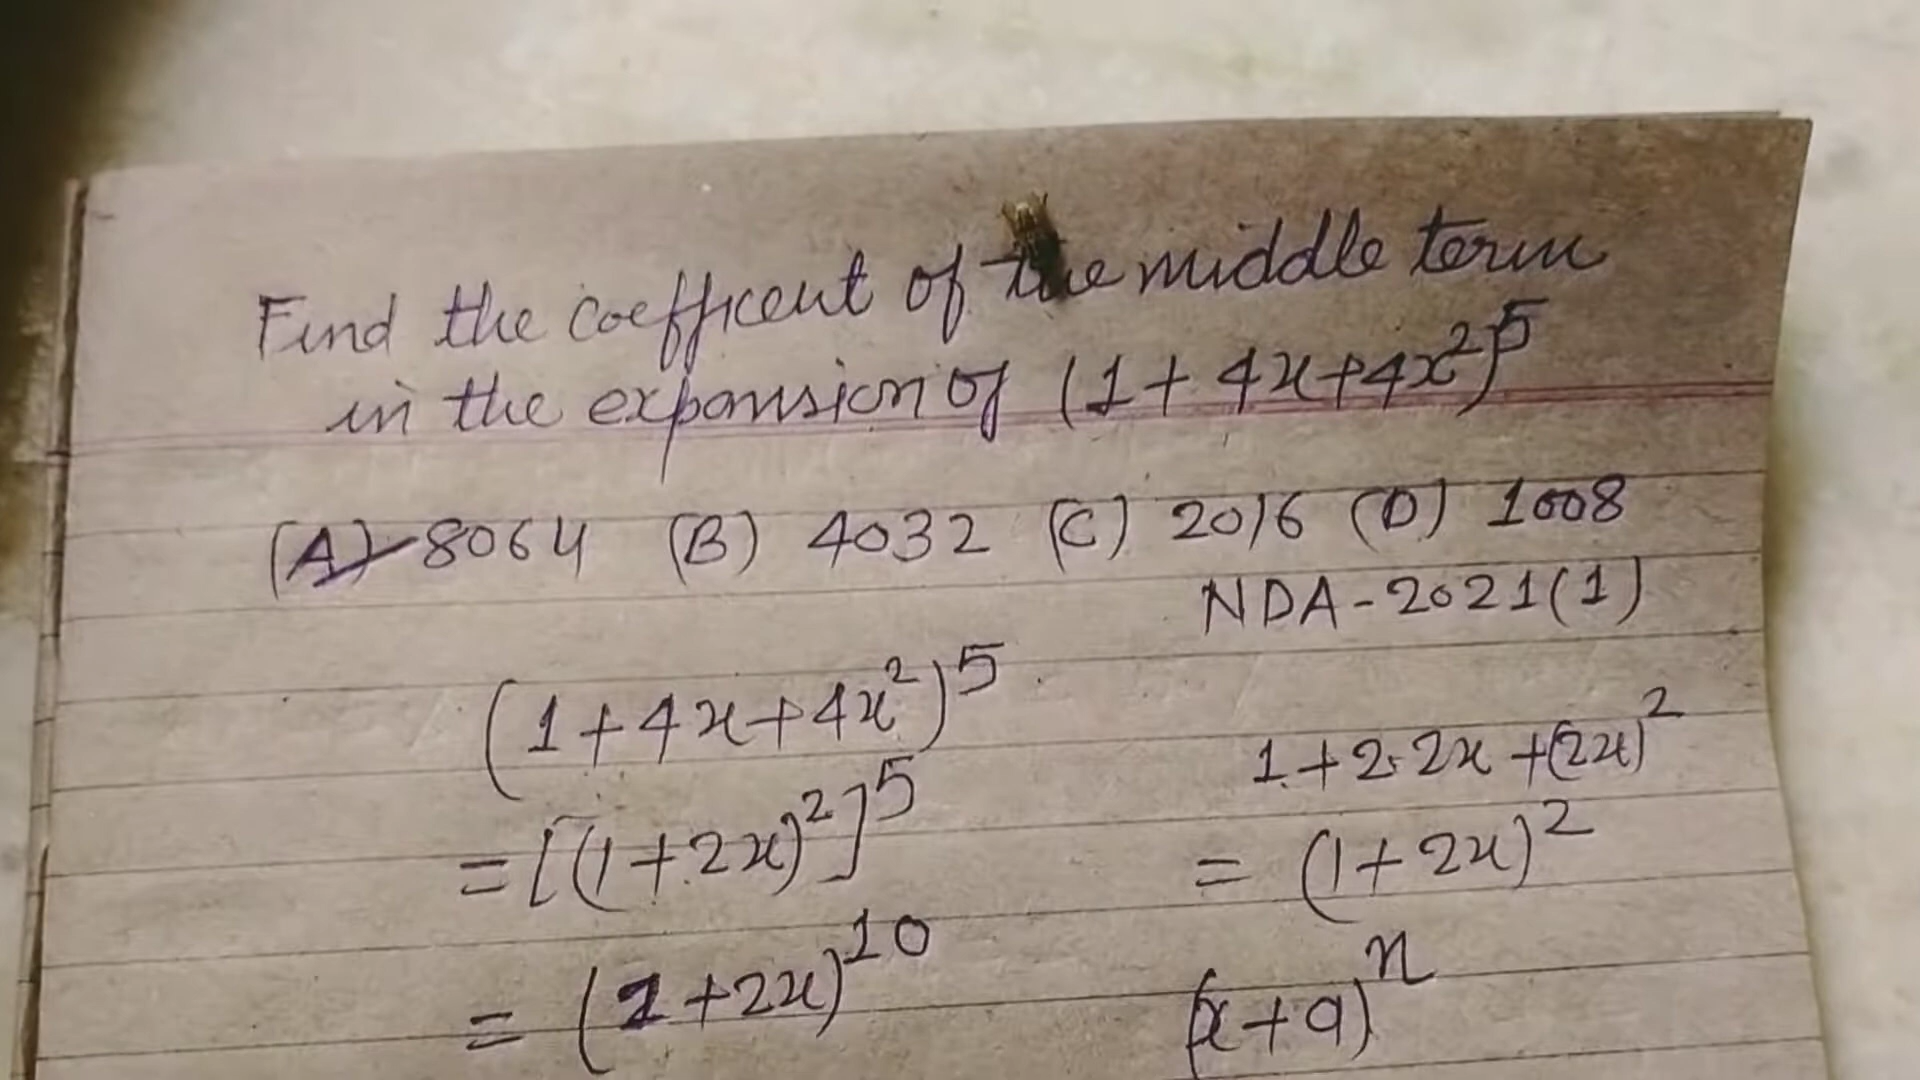 Find the coefficent of the middle term
in the expansion of (1+4x+4x²)⁵
(A) 8064 (B) 4032 (C) 2016 (D) 1008
NDA-2021(1)
(1+4x+4x²)⁵
= [(1+2x)²]⁵
= (1+2x)¹⁰
1+2·2x+(2x)²
= (1+2x)²
(x+a)ⁿ